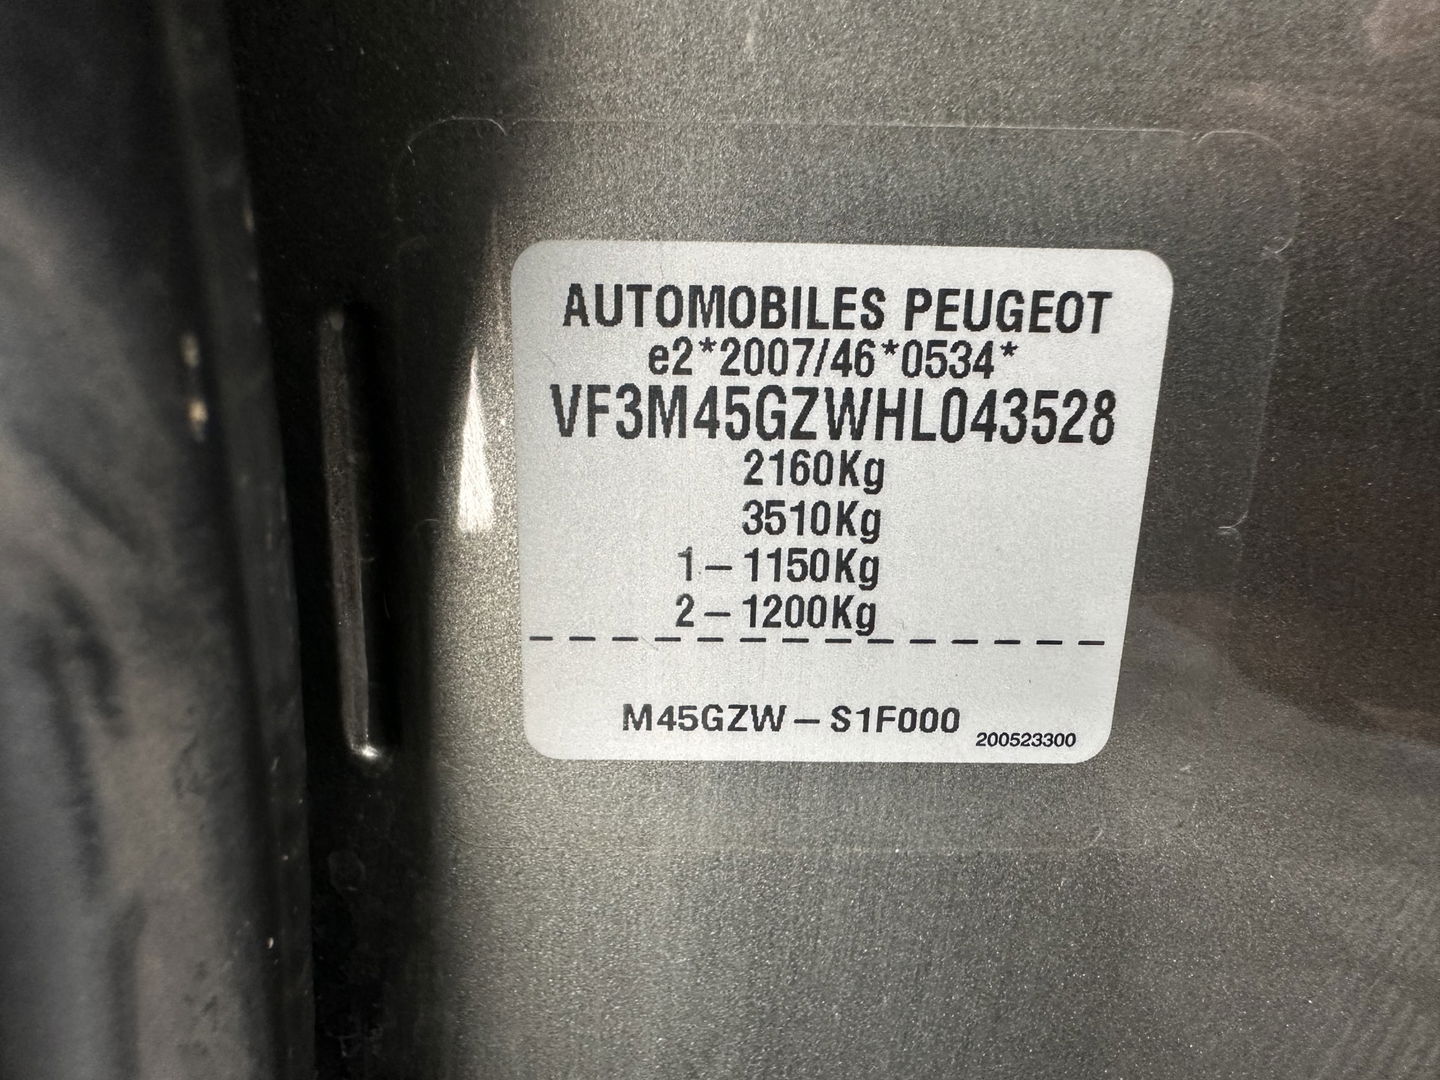 AUTOMOBILES PEUGEOT
e2*2007/46*0534*
VF3M45GZWHL043528
2160Kg
3510Kg
1 – 1150Kg
2 – 1200Kg
M45GZW – S1F000 200523300